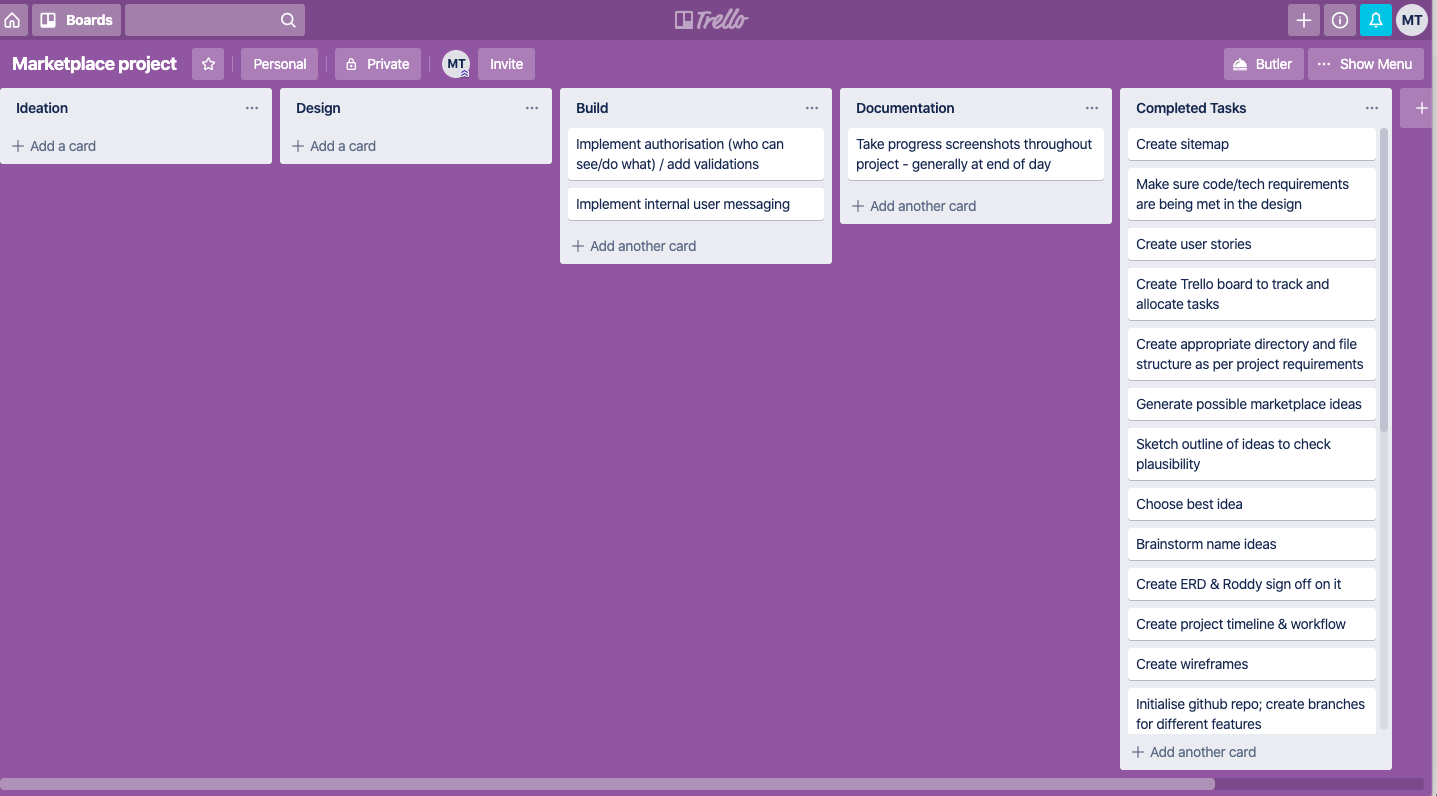 Boards
Trello
MT
Marketplace project
Personal
Private
MT
Invite
Butler
Show Menu
Ideation
Add a card
Design
Add a card
Build
Implement authorisation (who can
see/do what) / add validations
Implement internal user messaging
Add another card
Documentation
Take progress screenshots throughout
project - generally at end of day
Add another card
Completed Tasks
Create sitemap
Make sure code/tech requirements
are being met in the design
Create user stories
Create Trello board to track and
allocate tasks
Create appropriate directory and file
structure as per project requirements
Generate possible marketplace ideas
Sketch outline of ideas to check
plausibility
Choose best idea
Brainstorm name ideas
Create ERD & Roddy sign off on it
Create project timeline & workflow
Create wireframes
Initialise github repo; create branches
for different features
Add another card